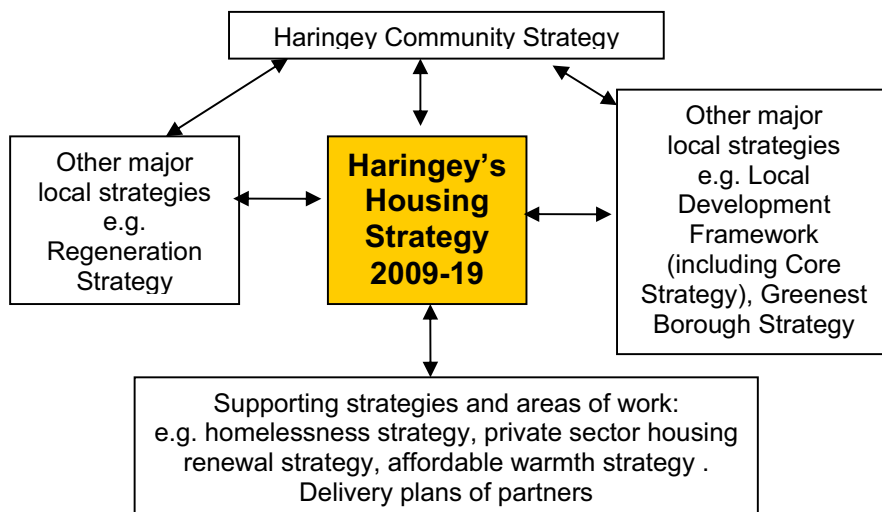 Haringey Community Strategy
Other major
local strategies
e.g.
Regeneration
Strategy
Haringey’s
Housing
Strategy
2009-19
Other major
local strategies
e.g. Local
Development
Framework
(including Core
Strategy), Greenest
Borough Strategy
Supporting strategies and areas of work:
e.g. homelessness strategy, private sector housing
renewal strategy, affordable warmth strategy .
Delivery plans of partners